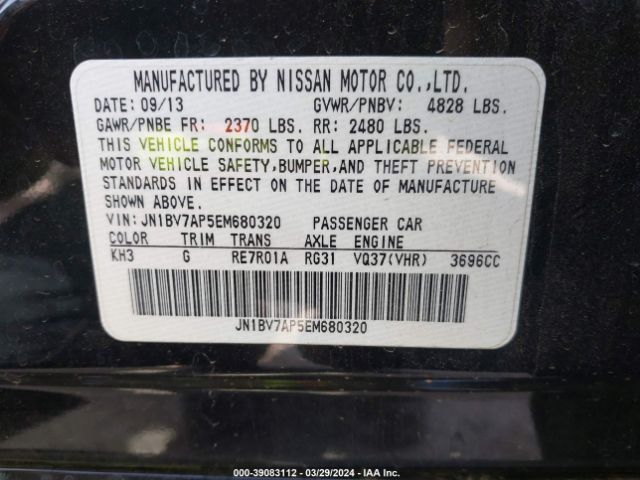 MANUFACTURED BY NISSAN MOTOR CO.,LTD.
DATE: 09/13 GVWR/PNBV: 4828 LBS.
GAWR/PNBE FR: 2370 LBS. RR: 2480 LBS.
THIS VEHICLE CONFORMS TO ALL APPLICABLE FEDERAL
MOTOR VEHICLE SAFETY,BUMPER,AND THEFT PREVENTION
STANDARDS IN EFFECT ON THE DATE OF MANUFACTURE
SHOWN ABOVE.
VIN: JN1BV7AP5EM680320 PASSENGER CAR
COLOR TRIM TRANS AXLE ENGINE
KH3 G RE7R01A RG31 VQ37(VHR) 3696CC
JN1BV7AP5EM680320
000-39083112 - 03/29/2024 - IAA Inc.